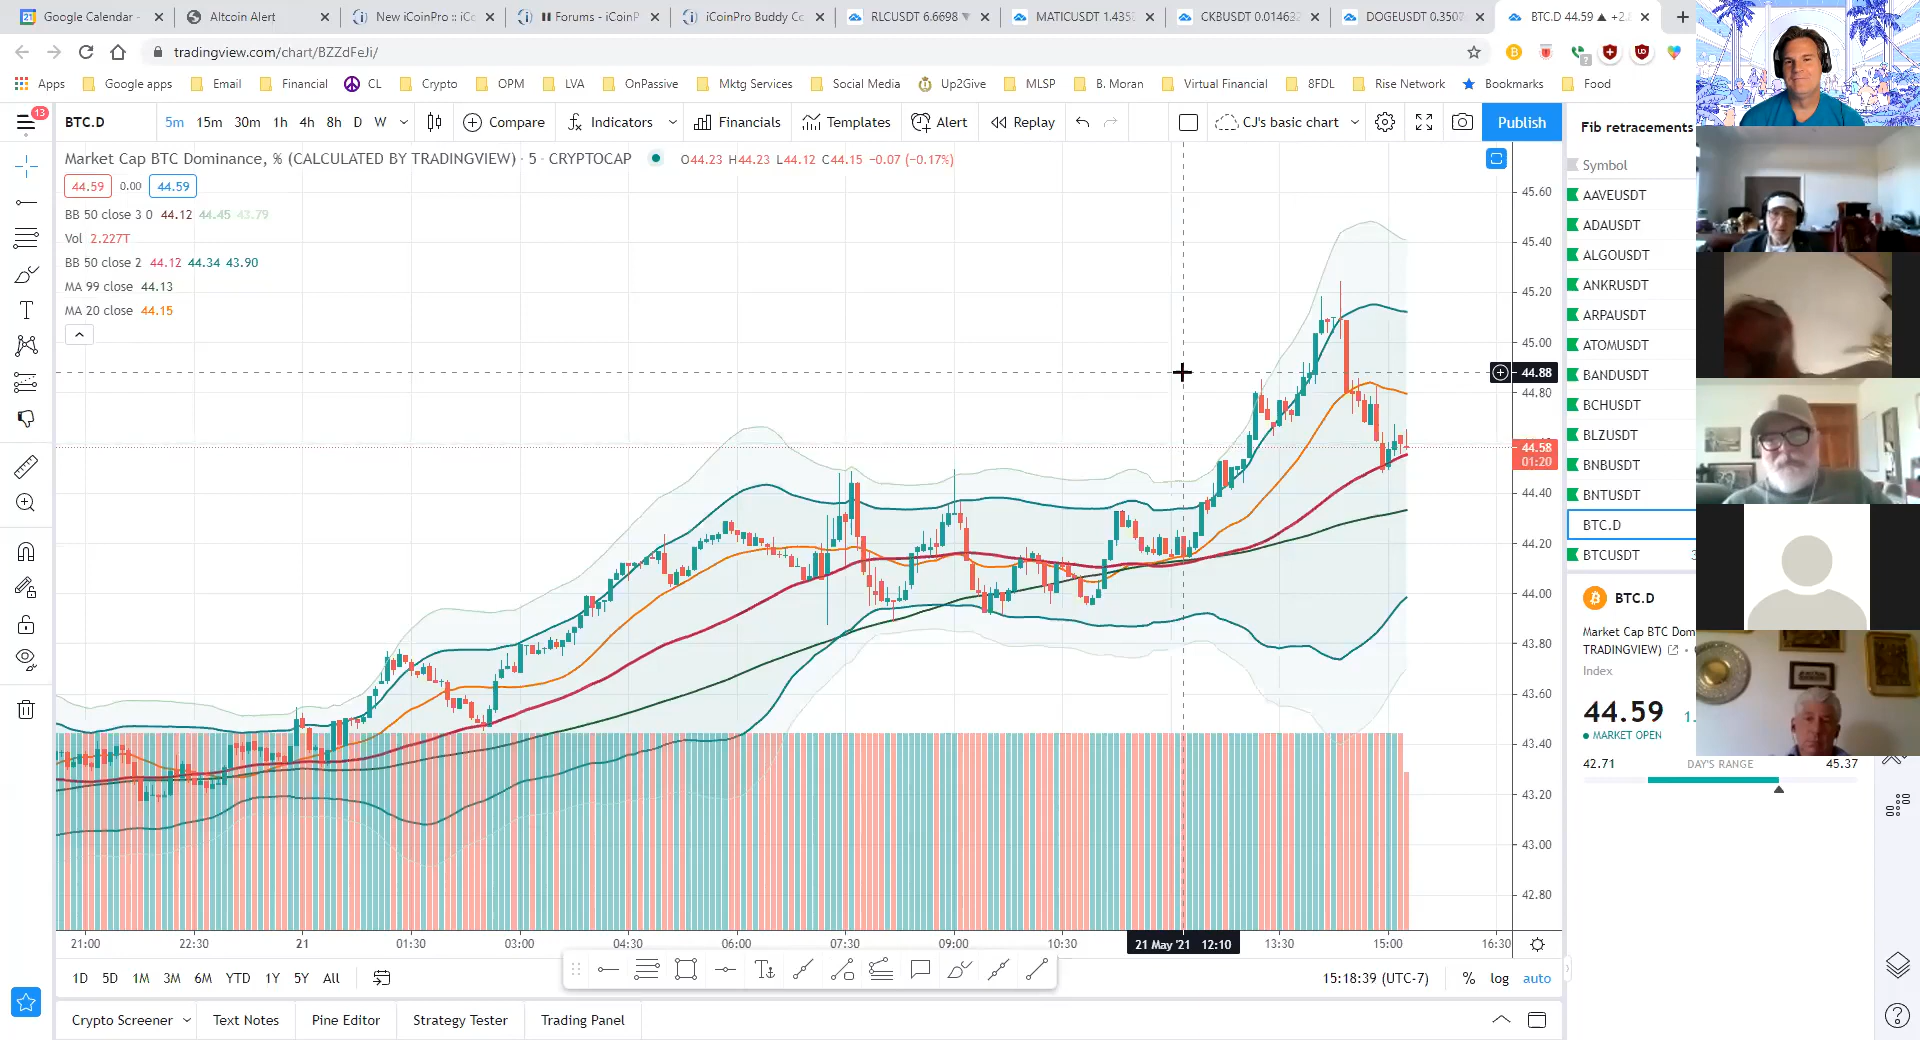 Google Calendar -
Altcoin Alert
New iCoinPro :: iCo
Forums - iCoinP
iCoinPro Buddy Co
RLCUSDT 6.6698
MATICUSDT 1.435
CKBUSDT 0.01463
DOGEUSDT 0.3507
BTC.D 44.59 ▲ +2.
tradingview.com/chart/BZZdFeJi/
Apps
Google apps
Email
Financial
CL
Crypto
OPM
LVA
OnPassive
Mktg Services
Social Media
Up2Give
MLSP
B. Moran
Virtual Financial
8FDL
Rise Network
Bookmarks
Food
13
BTC.D
5m 15m 30m 1h 4h 8h D W
Compare
Indicators
Financials
Templates
Alert
Replay
CJ's basic chart
Publish
Market Cap BTC Dominance, % (CALCULATED BY TRADINGVIEW) · 5 · CRYPTOCAP
O44.23 H44.23 L44.12 C44.15 −0.07 (−0.17%)
44.59 0.00 44.59
BB 50 close 3 0 44.12 44.45 43.79
Vol 2.227T
BB 50 close 2 44.12 44.34 43.90
MA 99 close 44.13
MA 20 close 44.15
45.60
45.40
45.20
45.00
44.88
44.80
44.58
01:20
44.40
44.20
44.00
43.80
43.60
43.40
43.20
43.00
42.80
21:00 22:30 21 01:30 03:00 04:30 06:00 07:30 09:00 10:30 21 May '21 12:10 13:30 15:00 16:30
1D 5D 1M 3M 6M YTD 1Y 5Y All
15:18:39 (UTC-7)
% log auto
Crypto Screener
Text Notes
Pine Editor
Strategy Tester
Trading Panel
Fib retracements
Symbol
AAVEUSDT
ADAUSDT
ALGOUSDT
ANKRUSDT
ARPAUSDT
ATOMUSDT
BANDUSDT
BCHUSDT
BLZUSDT
BNBUSDT
BNTUSDT
BTC.D
BTCUSDT 3
BTC.D
Market Cap BTC Dom
TRADINGVIEW)
Index
44.59 1.
MARKET OPEN
42.71 DAY'S RANGE 45.37